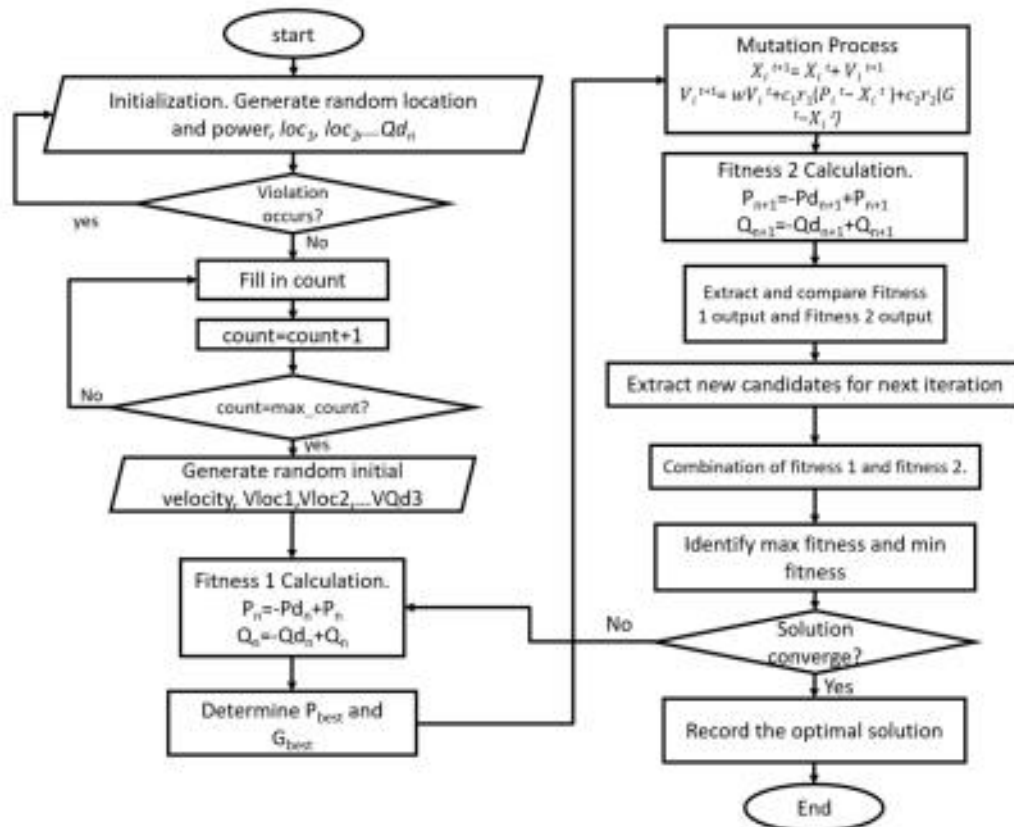 start
Initialization. Generate random location
and power, loc₁, loc₂,....Qdₙ
Violation
occurs?
yes
No
Fill in count
count=count+1
count=max_count?
No
yes
Generate random initial
velocity, Vloc1,Vloc2,....VQd3
Fitness 1 Calculation.
Pₙ=-Pdₙ+Pₙ
Qₙ=-Qdₙ+Qₙ
Determine P_best and
G_best
Mutation Process
Xᵢᵗ⁺¹= Xᵢᵗ+ Vᵢᵗ⁺¹
Vᵢᵗ⁺¹= wVᵢᵗ+c₁r₁(Pᵢᵗ− Xᵢᵗ)+c₂r₂(G
ᵗ−Xᵢᵗ)
Fitness 2 Calculation.
Pₙ₊₁=-Pdₙ₊₁+Pₙ₊₁
Qₙ₊₁=-Qdₙ₊₁+Qₙ₊₁
Extract and compare Fitness
1 output and Fitness 2 output
Extract new candidates for next iteration
Combination of fitness 1 and fitness 2.
Identify max fitness and min
fitness
Solution
converge?
No
Yes
Record the optimal solution
End